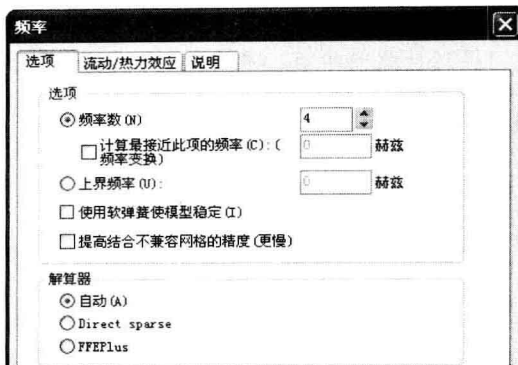 频率
选项 流动/热力效应 说明
选项
频率数(N) 4
计算最接近此项的频率(C):( 0 赫兹
频率变换)
上界频率(U): 0 赫兹
使用软弹簧使模型稳定(I)
提高结合不兼容网格的精度(更慢)
解算器
自动(A)
Direct sparse
FFEPlus